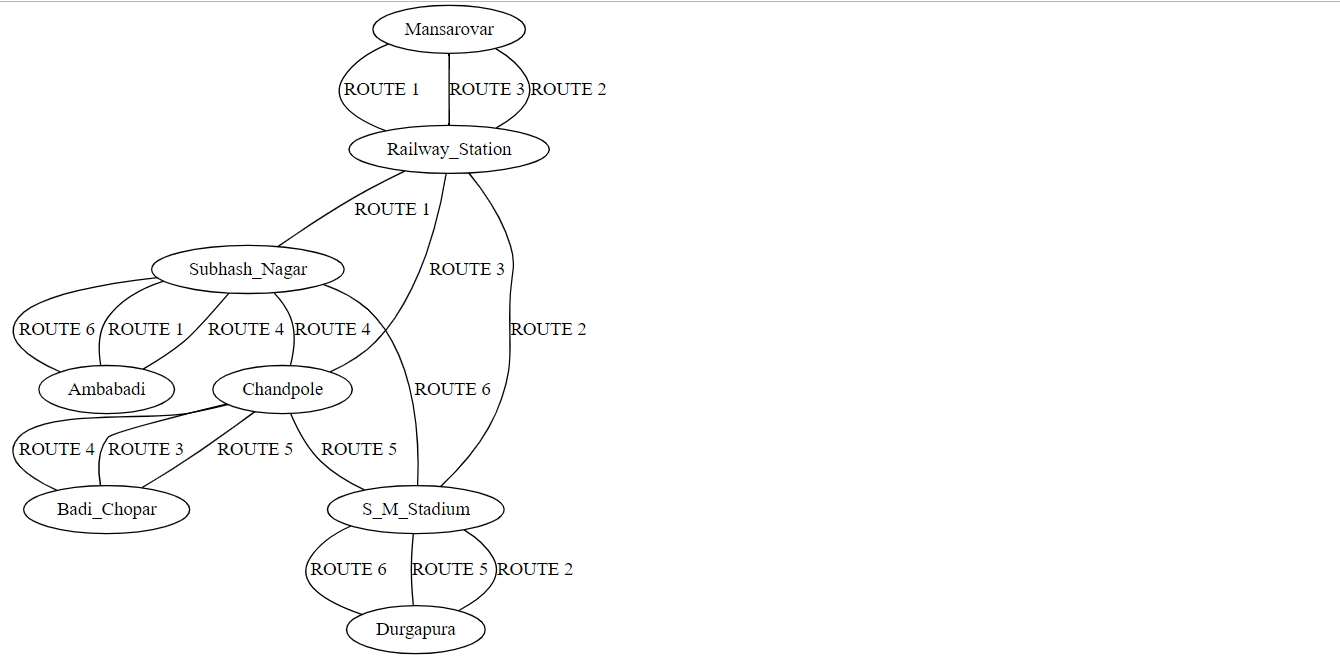 Mansarovar
ROUTE 1 ROUTE 3 ROUTE 2
Railway_Station
ROUTE 1
Subhash_Nagar ROUTE 3
ROUTE 6 ROUTE 1 ROUTE 4 ROUTE 4 ROUTE 2
Ambabadi Chandpole ROUTE 6
ROUTE 4 ROUTE 3 ROUTE 5 ROUTE 5
Badi_Chopar S_M_Stadium
ROUTE 6 ROUTE 5 ROUTE 2
Durgapura